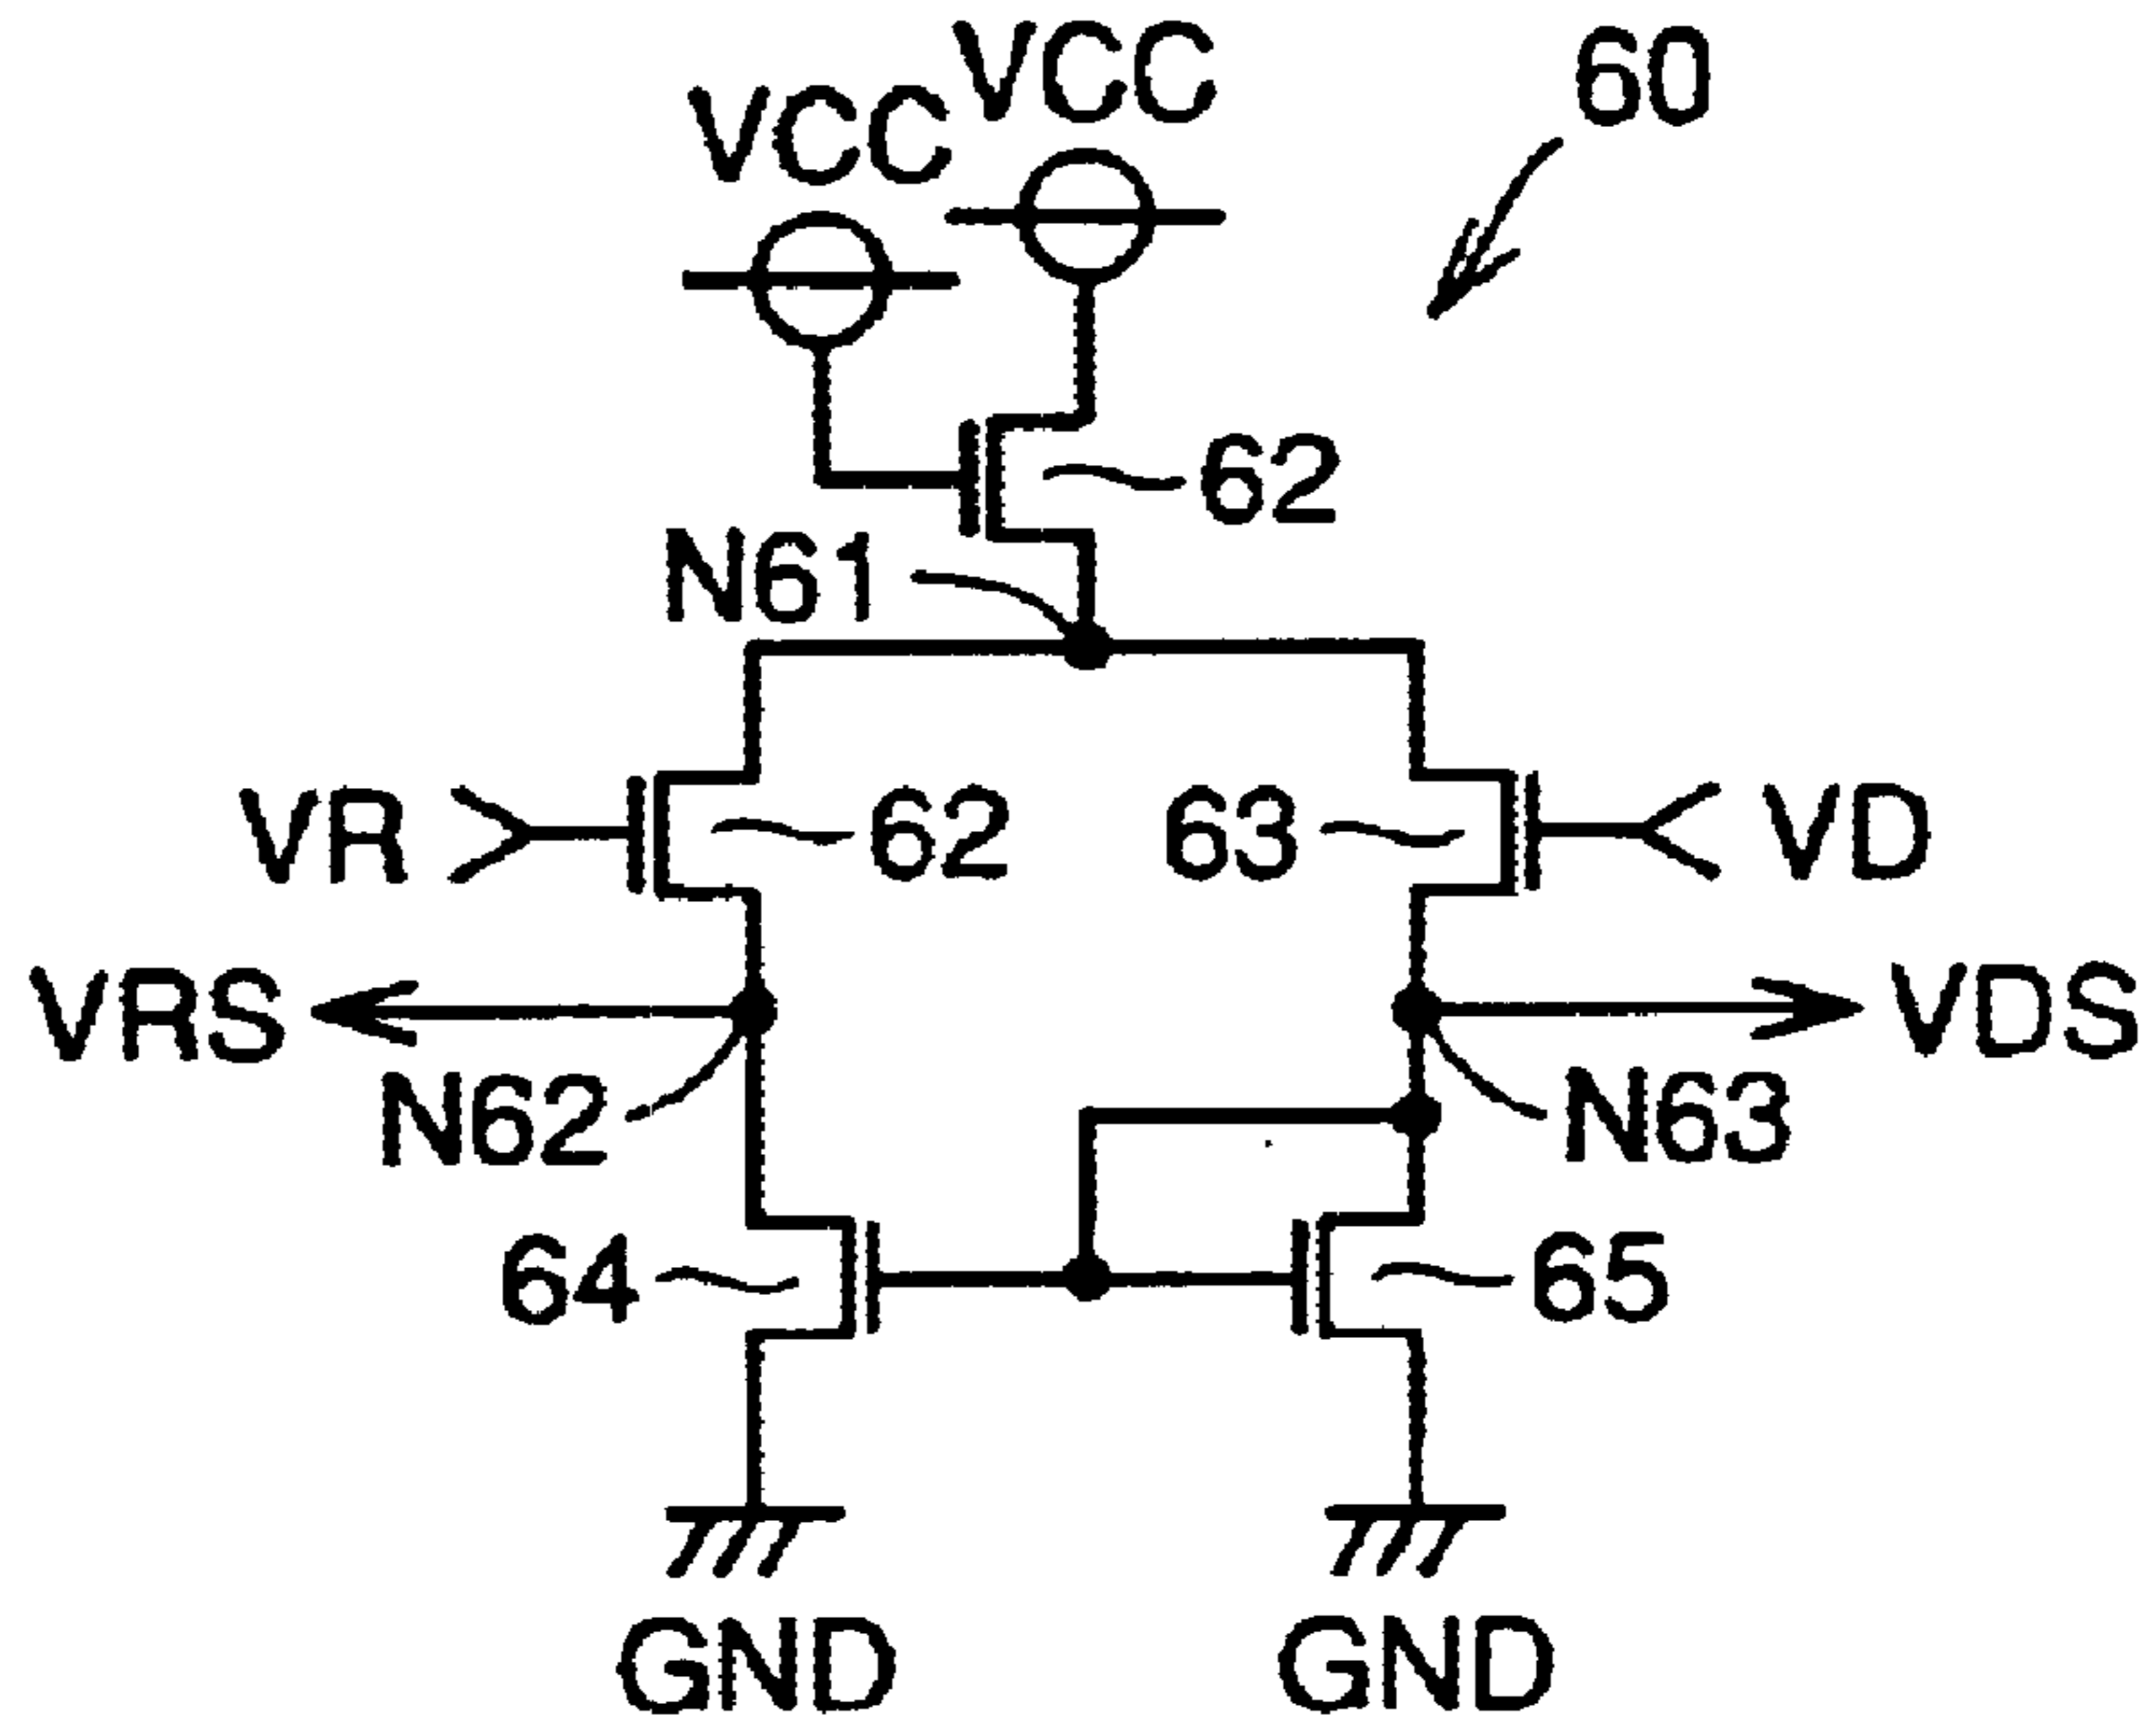 VCC VCC 60
62
N61
VR 62 63 VD
VRS VDS
N62 N63
64 65
GND GND